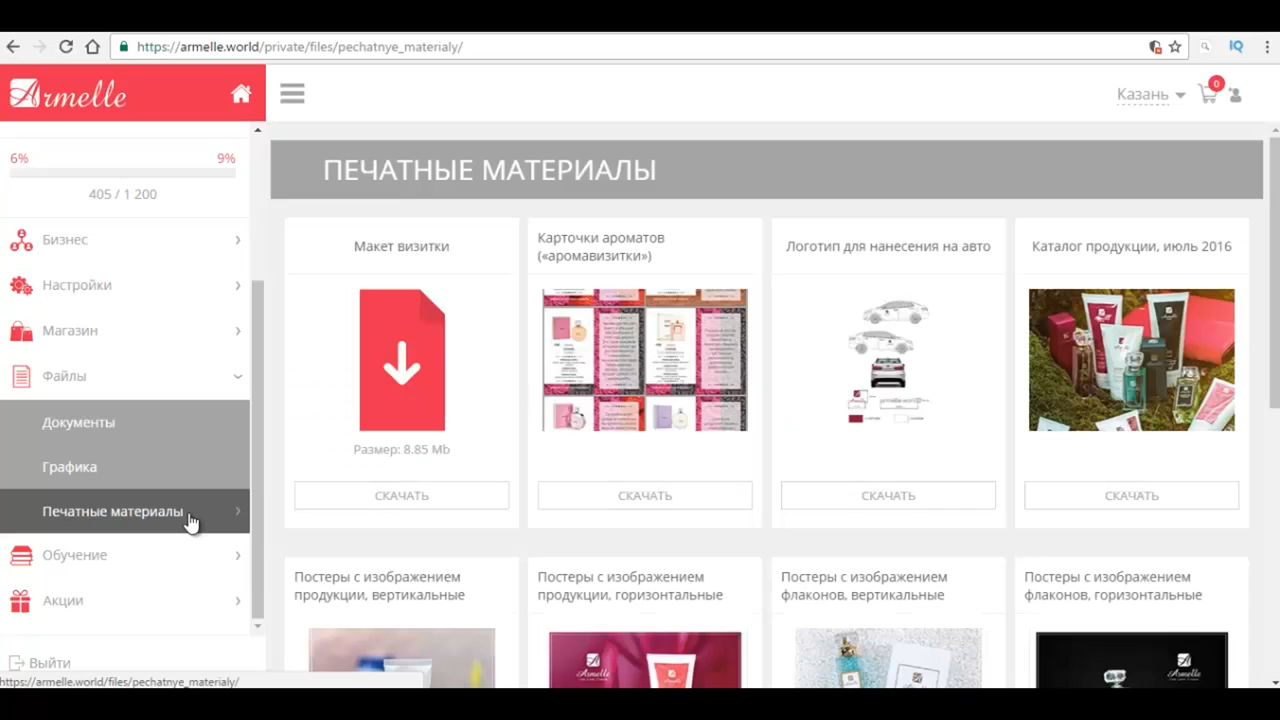 https://armelle.world/private/files/pechatnye_materialy/
IQ
Armelle
Казань
0
6%
9%
405 / 1 200
Бизнес
Настройки
Магазин
Файлы
Документы
Графика
Печатные материалы
Обучение
Акции
Выйти
https://armelle.world/files/pechatnye_materialy/
ПЕЧАТНЫЕ МАТЕРИАЛЫ
Макет визитки
Размер: 8.85 Mb
СКАЧАТЬ
Карточки ароматов
(«аромавизитки»)
СКАЧАТЬ
Логотип для нанесения на авто
СКАЧАТЬ
Каталог продукции, июль 2016
СКАЧАТЬ
Постеры с изображением
продукции, вертикальные
Постеры с изображением
продукции, горизонтальные
Armelle
Постеры с изображением
флаконов, вертикальные
Постеры с изображением
флаконов, горизонтальные
Armelle